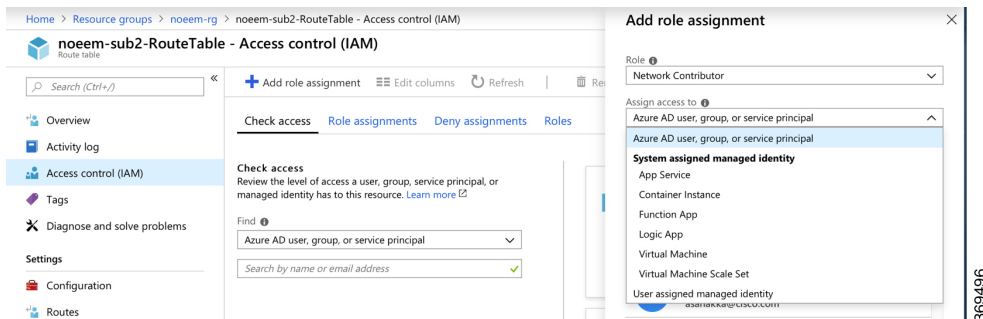 Home > Resource groups > noeem-rg > noeem-sub2-RouteTable - Access control (IAM)
noeem-sub2-RouteTable - Access control (IAM)
Route table
Search (Ctrl+/)
«
Overview
Activity log
Access control (IAM)
Tags
Diagnose and solve problems
Settings
Configuration
Routes
Add role assignment
Edit columns
Refresh
Check access
Role assignments
Deny assignments
Roles
Check access
Review the level of access a user, group, service principal, or
managed identity has to this resource. Learn more
Find
Azure AD user, group, or service principal
Search by name or email address
Add role assignment
Role
Network Contributor
Assign access to
Azure AD user, group, or service principal
Azure AD user, group, or service principal
System assigned managed identity
App Service
Container Instance
Function App
Logic App
Virtual Machine
Virtual Machine Scale Set
User assigned managed identity
asanakka@cisco.com
369496